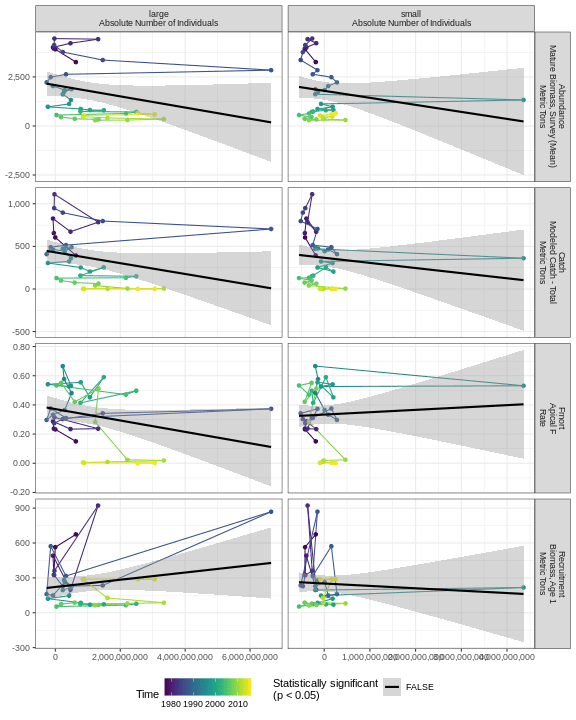 large
Absolute Number of Individuals
small
Absolute Number of Individuals
2,500
0
-2,500
Abundance
Mature Biomass, Survey (Mean)
Metric Tons
1,000
500
0
-500
Catch
Modeled Catch - Total
Metric Tons
0.80
0.60
0.40
0.20
0.00
-0.20
Fmort
Apical F
Rate
900
600
300
0
-300
Recruitment
Biomass, Age 1
Metric Tons
0
2,000,000,000
4,000,000,000
6,000,000,000
0
1,000,000,000
2,000,000,000
3,000,000,000
4,000,000,000
Time
1980 1990 2000 2010
Statistically significant
(p < 0.05)
FALSE